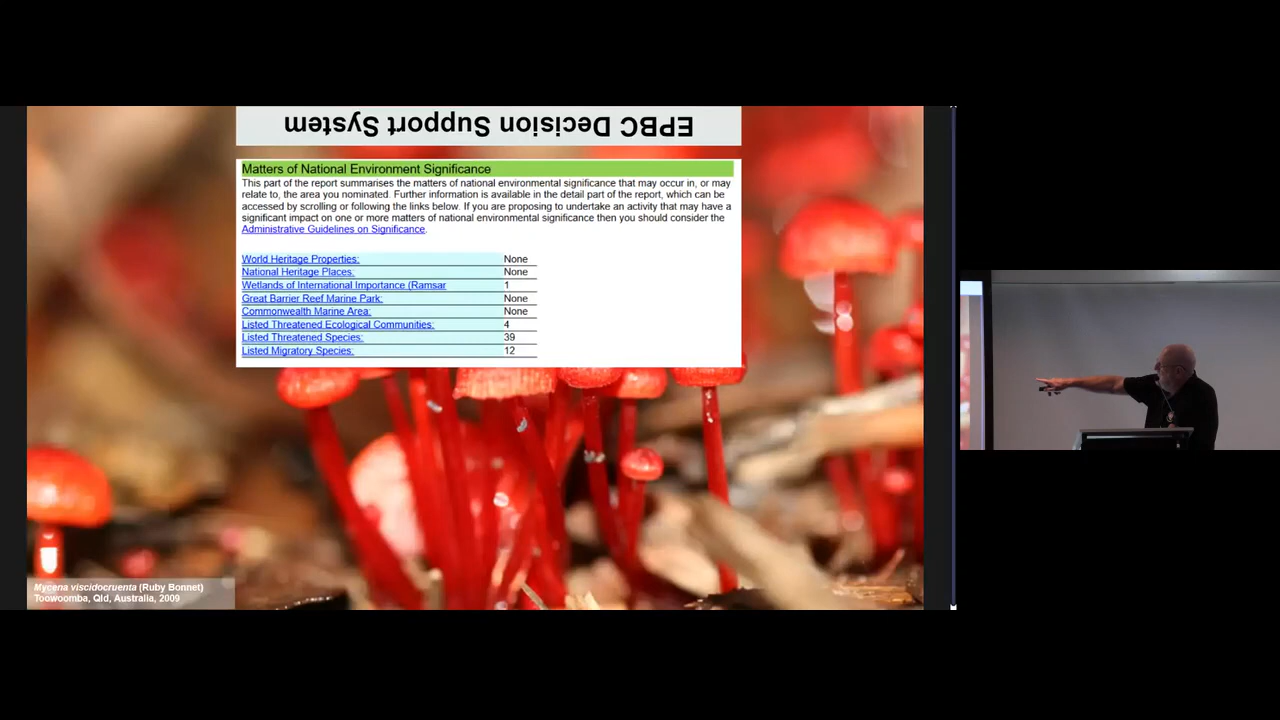 EPBC Decision Support System
Matters of National Environment Significance
This part of the report summarises the matters of national environmental significance that may occur in, or may
relate to, the area you nominated. Further information is available in the detail part of the report, which can be
accessed by scrolling or following the links below. If you are proposing to undertake an activity that may have a
significant impact on one or more matters of national environmental significance then you should consider the
Administrative Guidelines on Significance.
World Heritage Properties: None
National Heritage Places: None
Wetlands of International Importance (Ramsar 1
Great Barrier Reef Marine Park: None
Commonwealth Marine Area: None
Listed Threatened Ecological Communities: 4
Listed Threatened Species: 39
Listed Migratory Species: 12
Mycena viscidocruenta (Ruby Bonnet)
Toowoomba, Qld, Australia, 2009